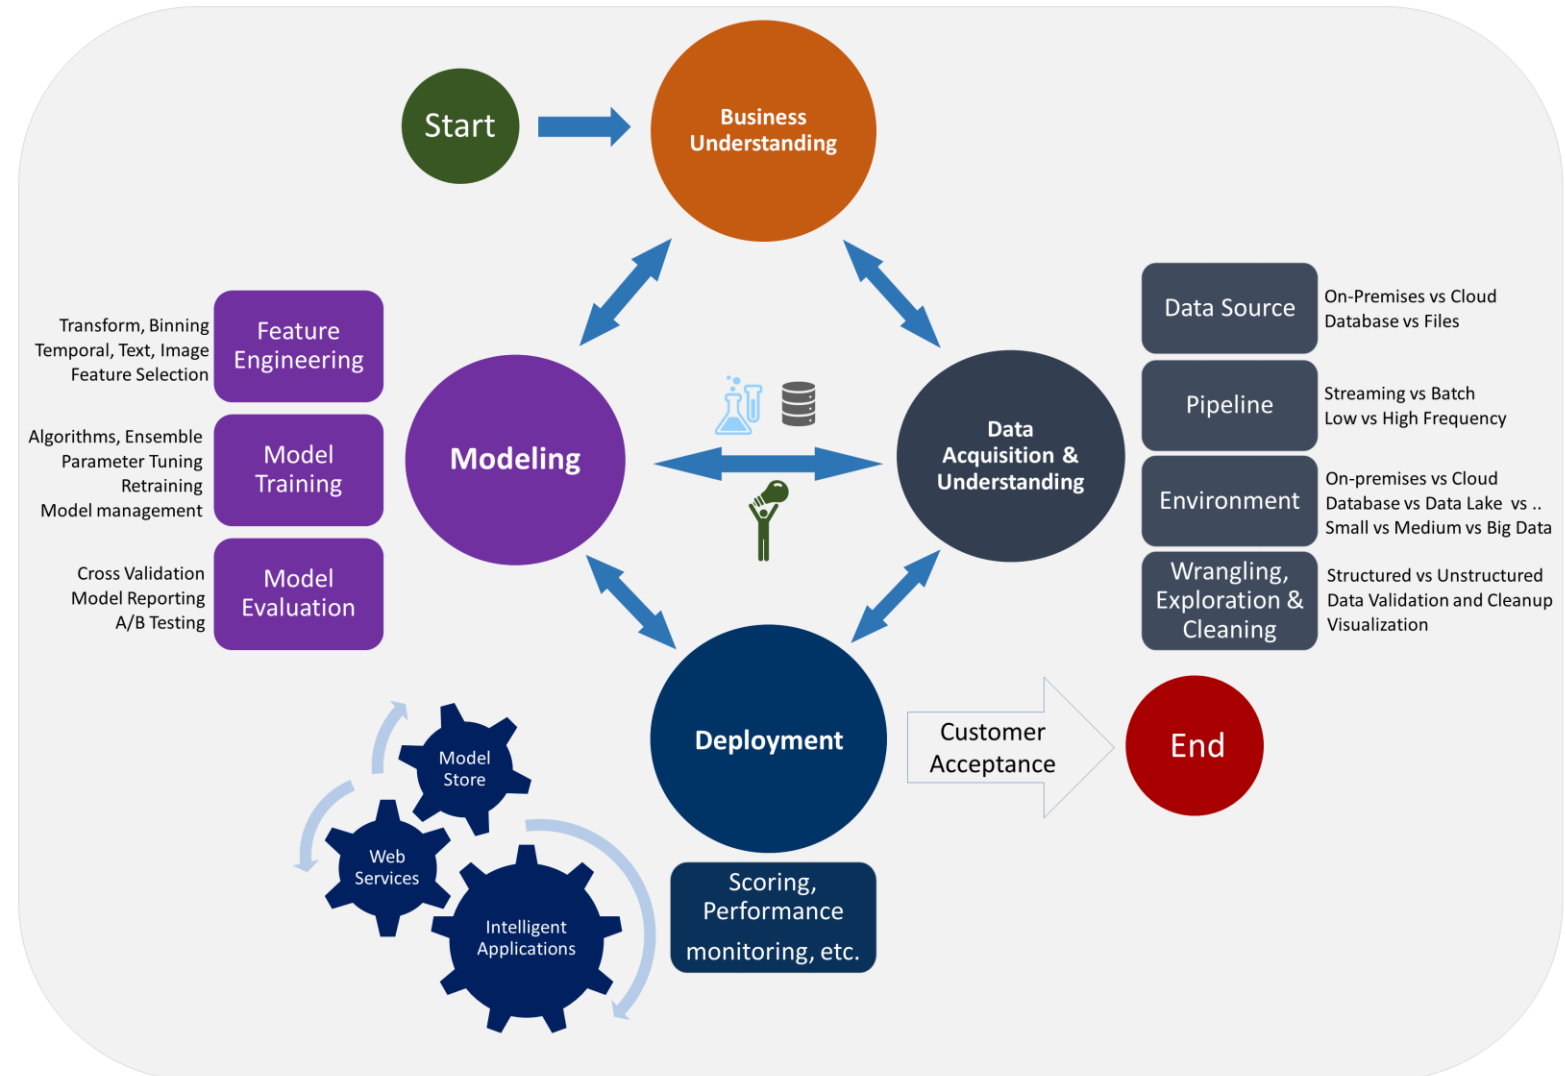 Start
Business
Understanding
Feature
Engineering
Transform, Binning
Temporal, Text, Image
Feature Selection
Model
Training
Algorithms, Ensemble
Parameter Tuning
Retraining
Model management
Model
Evaluation
Cross Validation
Model Reporting
A/B Testing
Modeling
Data
Acquisition &
Understanding
Data Source
On-Premises vs Cloud
Database vs Files
Pipeline
Streaming vs Batch
Low vs High Frequency
Environment
On-premises vs Cloud
Database vs Data Lake  vs ..
Small vs Medium vs Big Data
Wrangling,
Exploration &
Cleaning
Structured vs Unstructured
Data Validation and Cleanup
Visualization
Deployment
Customer
Acceptance
End
Model
Store
Web
Services
Intelligent
Applications
Scoring,
Performance
monitoring, etc.